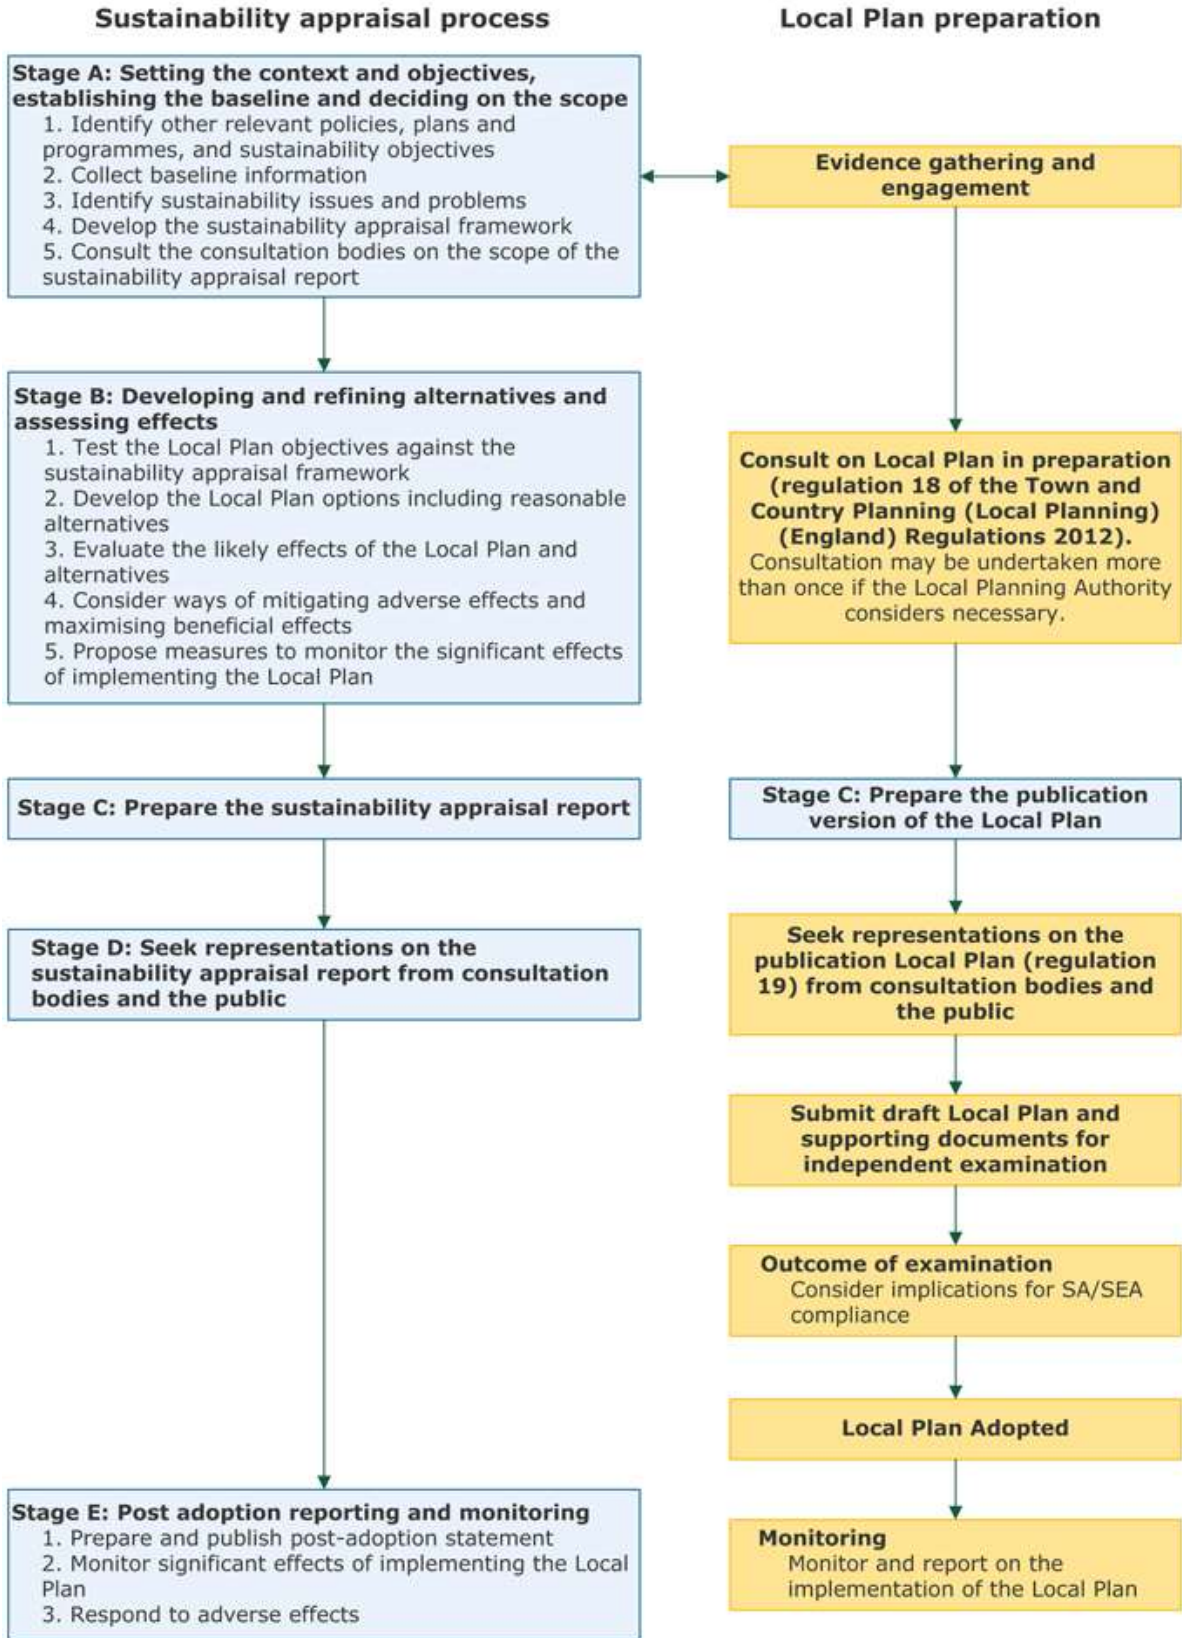 Sustainability appraisal process
Local Plan preparation
Stage A: Setting the context and objectives,
establishing the baseline and deciding on the scope
1. Identify other relevant policies, plans and
programmes, and sustainability objectives
2. Collect baseline information
3. Identify sustainability issues and problems
4. Develop the sustainability appraisal framework
5. Consult the consultation bodies on the scope of the
sustainability appraisal report
Stage B: Developing and refining alternatives and
assessing effects
1. Test the Local Plan objectives against the
sustainability appraisal framework
2. Develop the Local Plan options including reasonable
alternatives
3. Evaluate the likely effects of the Local Plan and
alternatives
4. Consider ways of mitigating adverse effects and
maximising beneficial effects
5. Propose measures to monitor the significant effects
of implementing the Local Plan
Stage C: Prepare the sustainability appraisal report
Stage D: Seek representations on the
sustainability appraisal report from consultation
bodies and the public
Stage E: Post adoption reporting and monitoring
1. Prepare and publish post-adoption statement
2. Monitor significant effects of implementing the Local
Plan
3. Respond to adverse effects
Evidence gathering and
engagement
Consult on Local Plan in preparation
(regulation 18 of the Town and
Country Planning (Local Planning)
(England) Regulations 2012).
Consultation may be undertaken more
than once if the Local Planning Authority
considers necessary.
Stage C: Prepare the publication
version of the Local Plan
Seek representations on the
publication Local Plan (regulation
19) from consultation bodies and
the public
Submit draft Local Plan and
supporting documents for
independent examination
Outcome of examination
Consider implications for SA/SEA
compliance
Local Plan Adopted
Monitoring
Monitor and report on the
implementation of the Local Plan